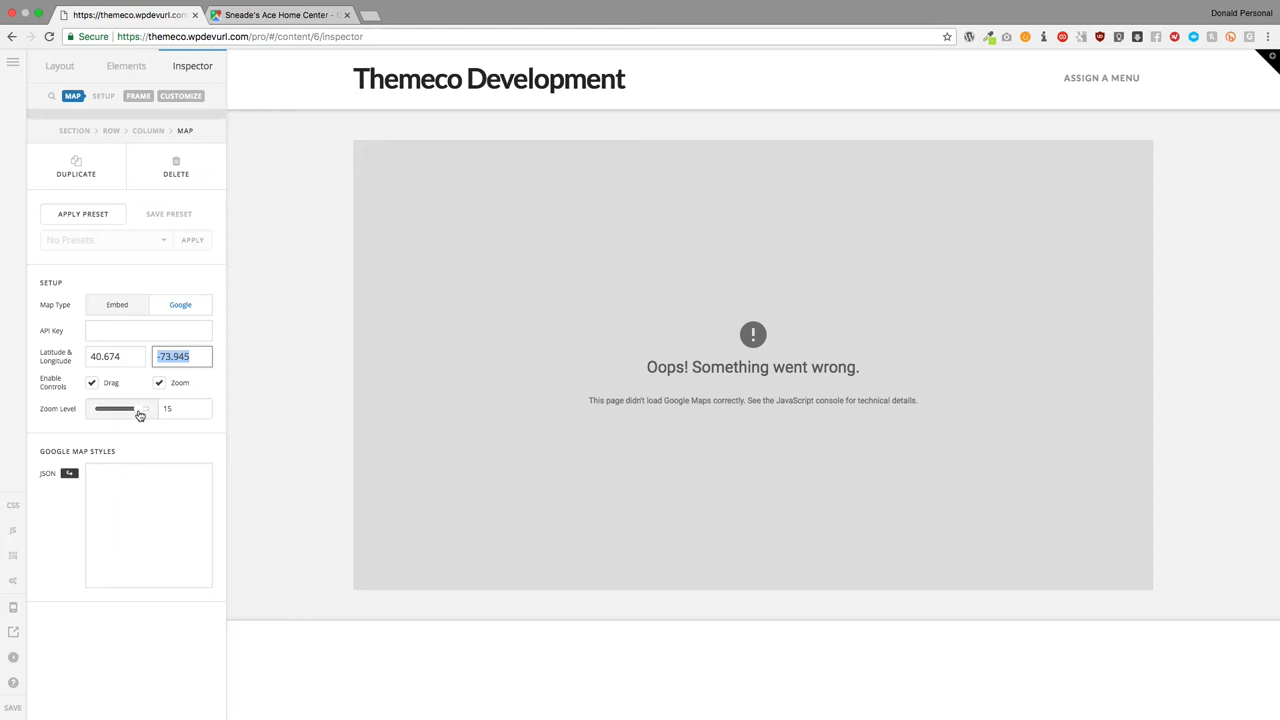 https://themeco.wpdevurl.com/ ×
Sneade's Ace Home Center - ×
Donald Personal
Secure https://themeco.wpdevurl.com/pro/#/content/6/inspector
Layout Elements Inspector
MAP SETUP FRAME CUSTOMIZE
SECTION > ROW > COLUMN > MAP
DUPLICATE DELETE
APPLY PRESET SAVE PRESET
No Presets APPLY
SETUP
Map Type Embed Google
API Key
Latitude &
Longitude
40.674 -73.945
Enable
Controls
Drag Zoom
Zoom Level 15
GOOGLE MAP STYLES
JSON
CSS
JS
SAVE
Themeco Development
ASSIGN A MENU
Oops! Something went wrong.
This page didn't load Google Maps correctly. See the JavaScript console for technical details.